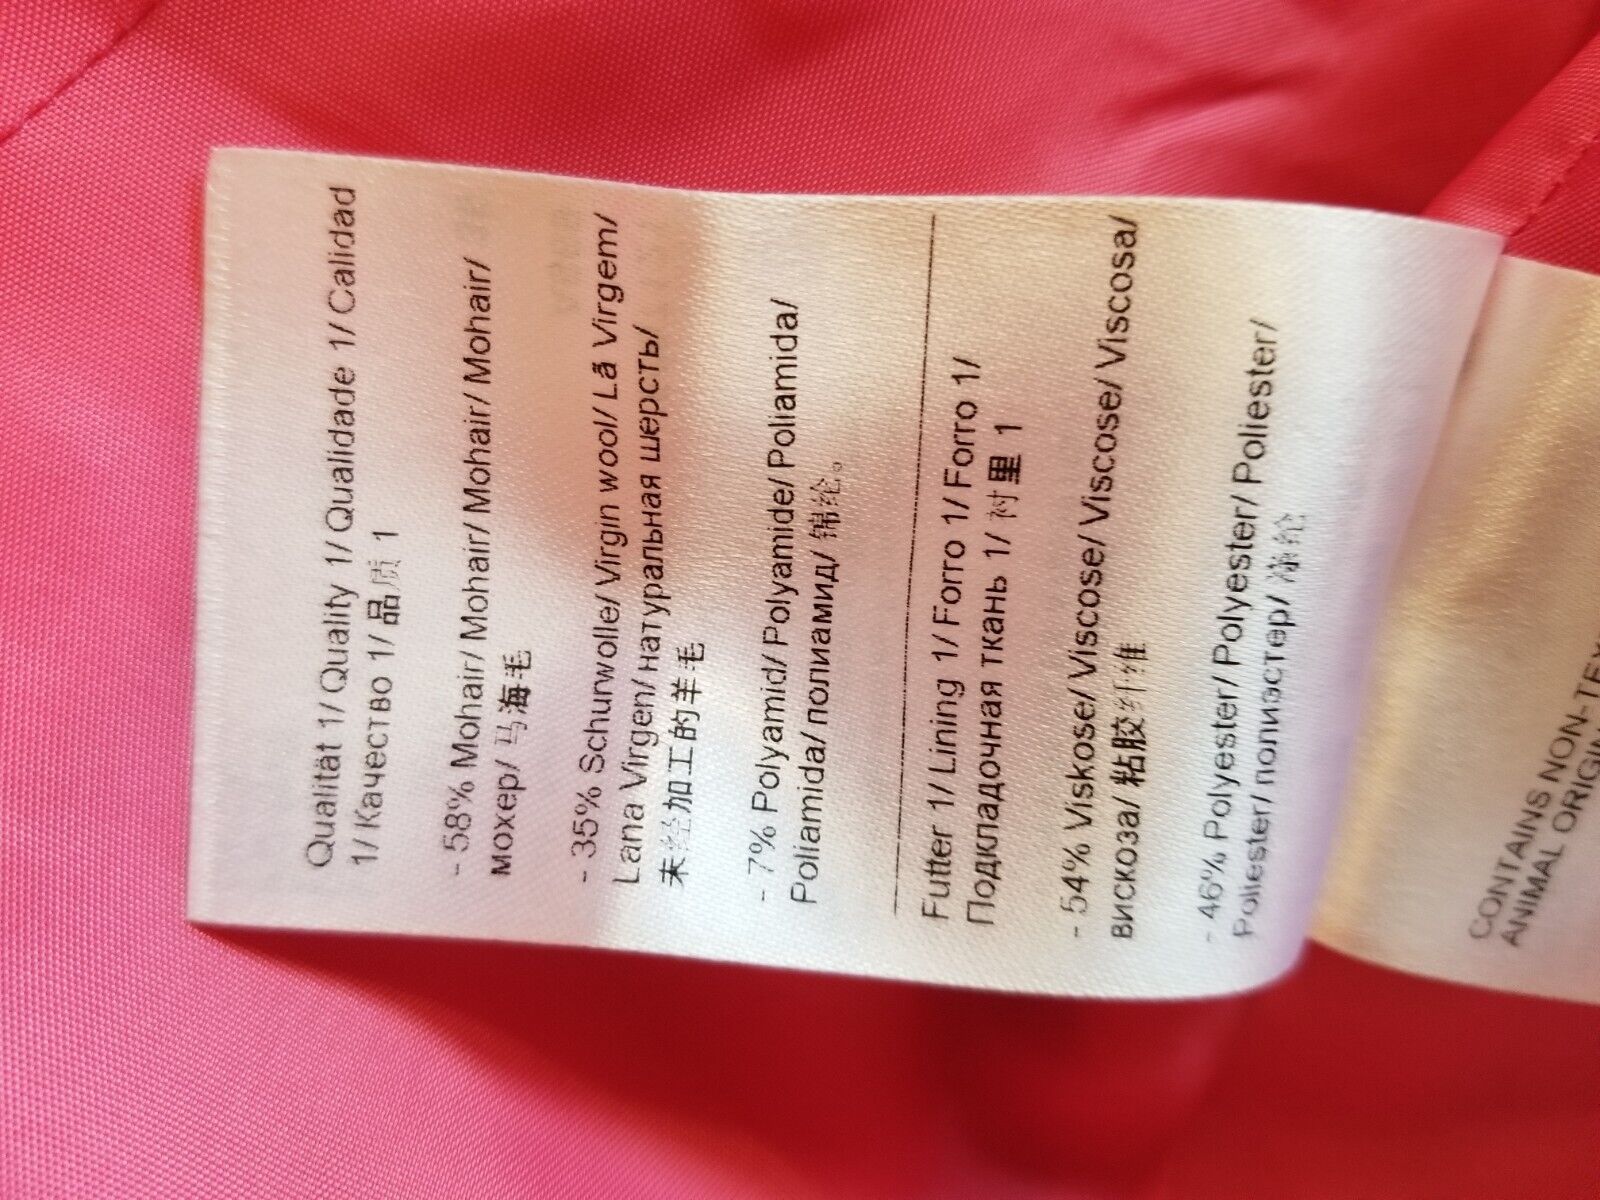 Qualität 1/ Quality 1/ Qualidade 1/ Calidad
1/ Качество 1/ 品质 1
- 58% Mohair/ Mohair/ Mohair/ Mohair/
мохер/ 马海毛
- 35% Schurwolle/ Virgin wool/ Lã Virgem/
Lana Virgen/ натуральная шерсть/
未经加工的羊毛
- 7% Polyamid/ Polyamide/ Poliamida/
Poliamida/ полиамид/ 锦纶。
Futter 1/ Lining 1/ Forro 1/ Forro 1/
Подкладочная ткань 1/ 衬里 1
- 54% Viskose/ Viscose/ Viscose/ Viscosa/
вискоза/ 粘胶纤维
- 46% Polyester/ Polyester/ Poliester/
Poliester/ полиэстер/ 涤纶
CONTAINS NON-TEX
ANIMAL ORIGIN